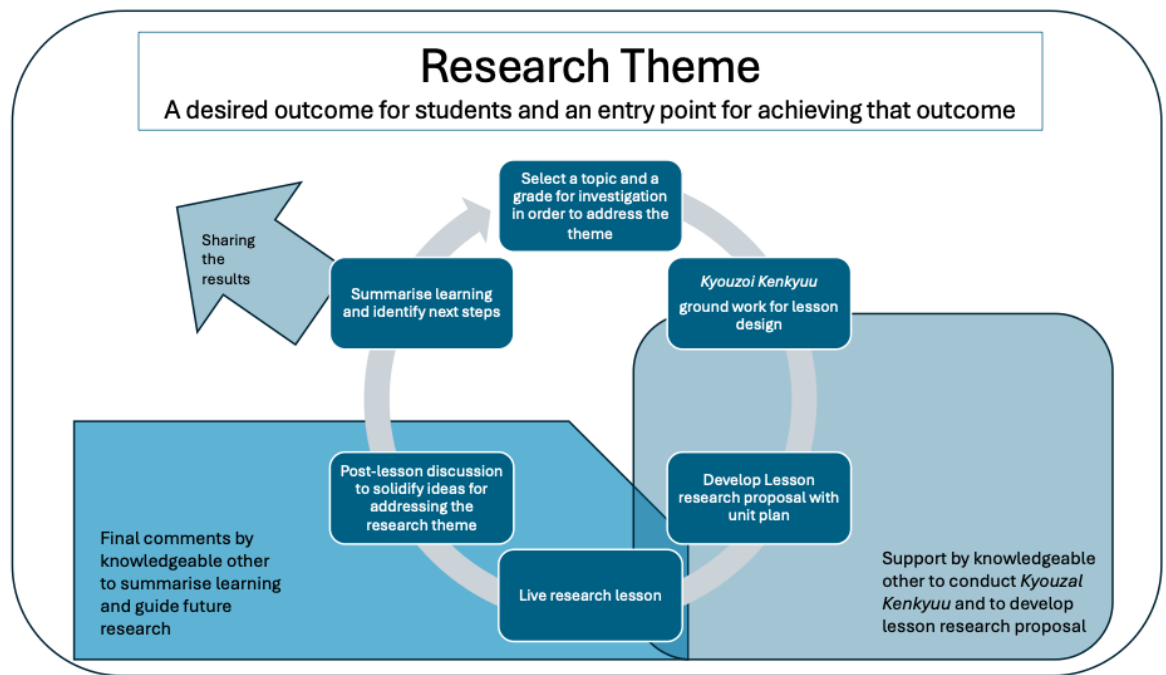 Research Theme
A desired outcome for students and an entry point for achieving that outcome
Select a topic and a
grade for investigation
in order to address the
theme
Kyouzoi Kenkyuu
ground work for lesson
design
Develop Lesson
research proposal with
unit plan
Live research lesson
Post-lesson discussion
to solidify ideas for
addressing the
research theme
Summarise learning
and identify next steps
Sharing
the
results
Final comments by
knowledgeable other
to summarise learning
and guide future
research
Support by knowledgeable
other to conduct Kyouzal
Kenkyuu and to develop
lesson research proposal